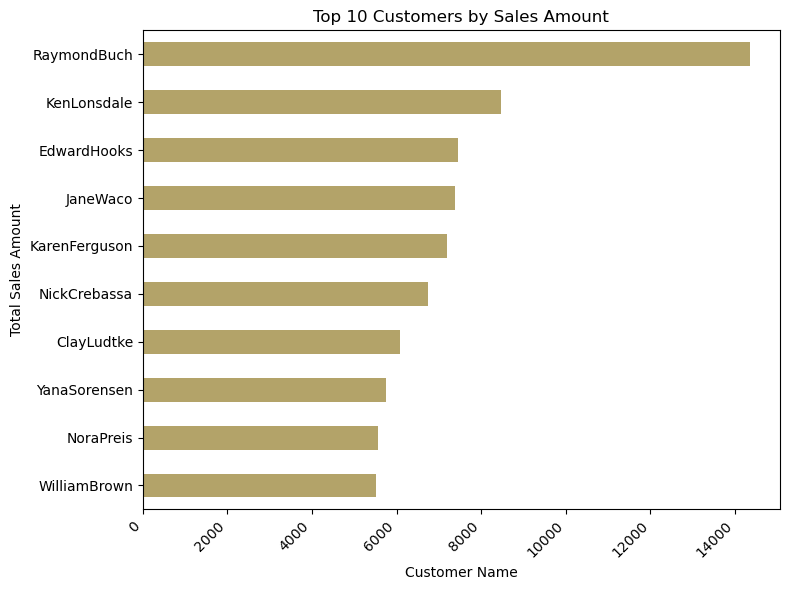 Top 10 Customers by Sales Amount
Total Sales Amount
RaymondBuch
KenLonsdale
EdwardHooks
JaneWaco
KarenFerguson
NickCrebassa
ClayLudtke
YanaSorensen
NoraPreis
WilliamBrown
0
2000
4000
6000
8000
10000
12000
14000
Customer Name